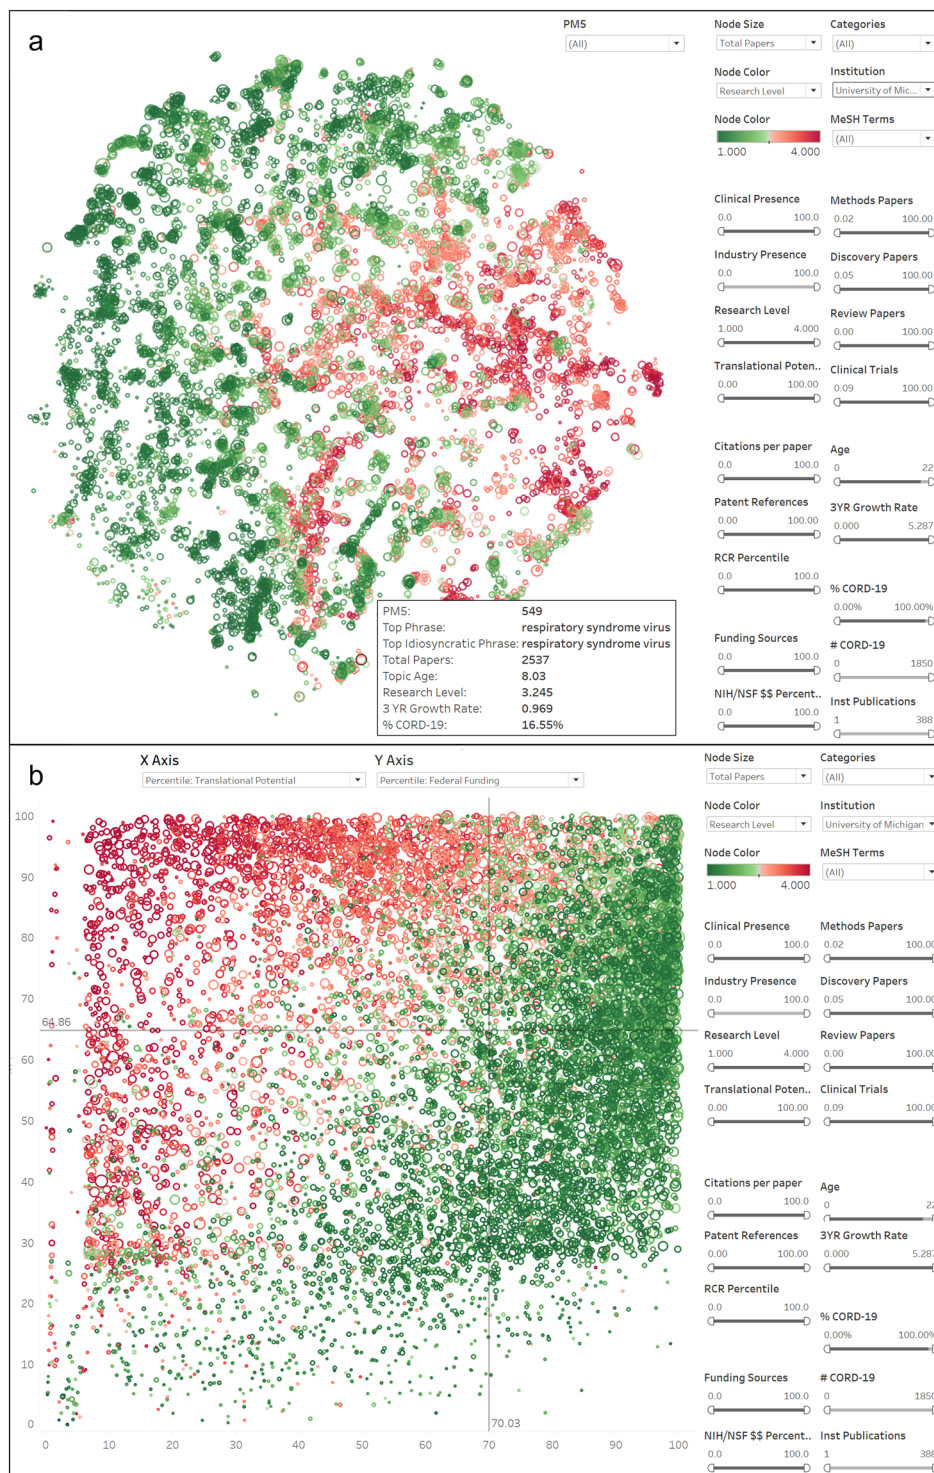 a
PM5
(All)
Node Size
Total Papers
Categories
(All)
Node Color
Research Level
Institution
University of Mic...
Node Color
1.000 4.000
MeSH Terms
(All)
Clinical Presence
0.0 100.0
Methods Papers
0.02 100.00
Industry Presence
0.0 100.0
Discovery Papers
0.05 100.00
Research Level
1.000 4.000
Review Papers
0.00 100.00
Translational Poten..
0.00 100.00
Clinical Trials
0.09 100.00
Citations per paper
0.0 100.0
Age
0 22
Patent References
0.00 100.00
3YR Growth Rate
0.000 5.287
RCR Percentile
0.0 100.0
% CORD-19
0.00% 100.00%
Funding Sources
0.0 100.0
# CORD-19
0 1850
NIH/NSF $$ Percent..
0.0 100.0
Inst Publications
1 388
PM5: 549
Top Phrase: respiratory syndrome virus
Top Idiosyncratic Phrase: respiratory syndrome virus
Total Papers: 2537
Topic Age: 8.03
Research Level: 3.245
3 YR Growth Rate: 0.969
% CORD-19: 16.55%
b
X Axis
Percentile: Translational Potential
Y Axis
Percentile: Federal Funding
Node Size
Total Papers
Categories
(All)
Node Color
Research Level
Institution
University of Michigan
Node Color
1.000 4.000
MeSH Terms
(All)
Clinical Presence
0.0 100.0
Methods Papers
0.02 100.00
Industry Presence
0.0 100.0
Discovery Papers
0.05 100.00
Research Level
1.000 4.000
Review Papers
0.00 100.00
Translational Poten..
0.00 100.00
Clinical Trials
0.09 100.00
Citations per paper
0.0 100.0
Age
0 22
Patent References
0.00 100.00
3YR Growth Rate
0.000 5.287
RCR Percentile
0.0 100.0
% CORD-19
0.00% 100.00%
Funding Sources
0.0 100.0
# CORD-19
0 1850
NIH/NSF $$ Percent..
0.0 100.0
Inst Publications
1 388
100
90
80
70
64.86
60
50
40
30
20
10
0
70.03
0 10 20 30 40 50 60 70 80 90 100